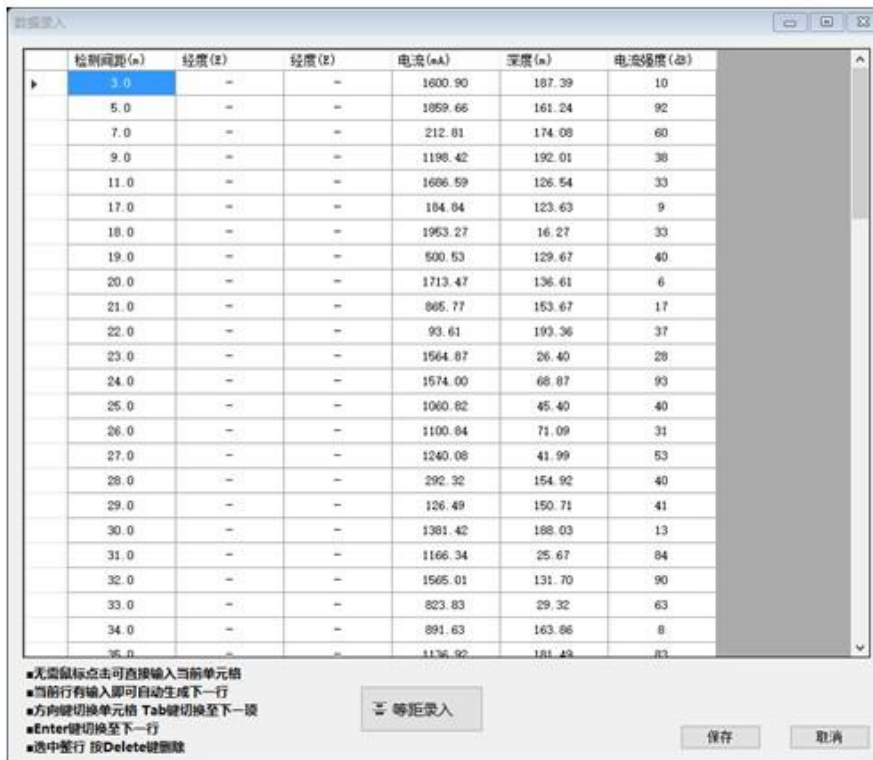 数据录入
检测间距(m) 经度(E) 经度(E) 电流(mA) 深度(m) 电流强度(dB)
3.0 - - 1600.90 187.39 10
5.0 - - 1859.66 161.24 92
7.0 - - 212.81 174.08 60
9.0 - - 1198.42 192.01 38
11.0 - - 1686.59 126.54 33
17.0 - - 184.84 123.63 9
18.0 - - 1953.27 16.27 33
19.0 - - 500.53 129.67 40
20.0 - - 1713.47 136.61 6
21.0 - - 865.77 153.67 17
22.0 - - 93.61 193.36 37
23.0 - - 1564.87 26.40 28
24.0 - - 1574.00 68.87 93
25.0 - - 1060.82 45.40 40
26.0 - - 1100.84 71.09 31
27.0 - - 1240.08 41.99 53
28.0 - - 292.32 154.92 40
29.0 - - 126.49 150.71 41
30.0 - - 1381.42 188.03 13
31.0 - - 1166.34 25.67 84
32.0 - - 1565.01 131.70 90
33.0 - - 823.83 29.32 63
34.0 - - 891.63 163.86 8
35.0 - - 1136.92 181.49 83
■无需鼠标点击可直接输入当前单元格
■当前行有输入即可自动生成下一行
■方向键切换单元格 Tab键切换至下一项
■Enter键切换至下一行
■选中整行 按Delete键删除
等距录入
保存 取消